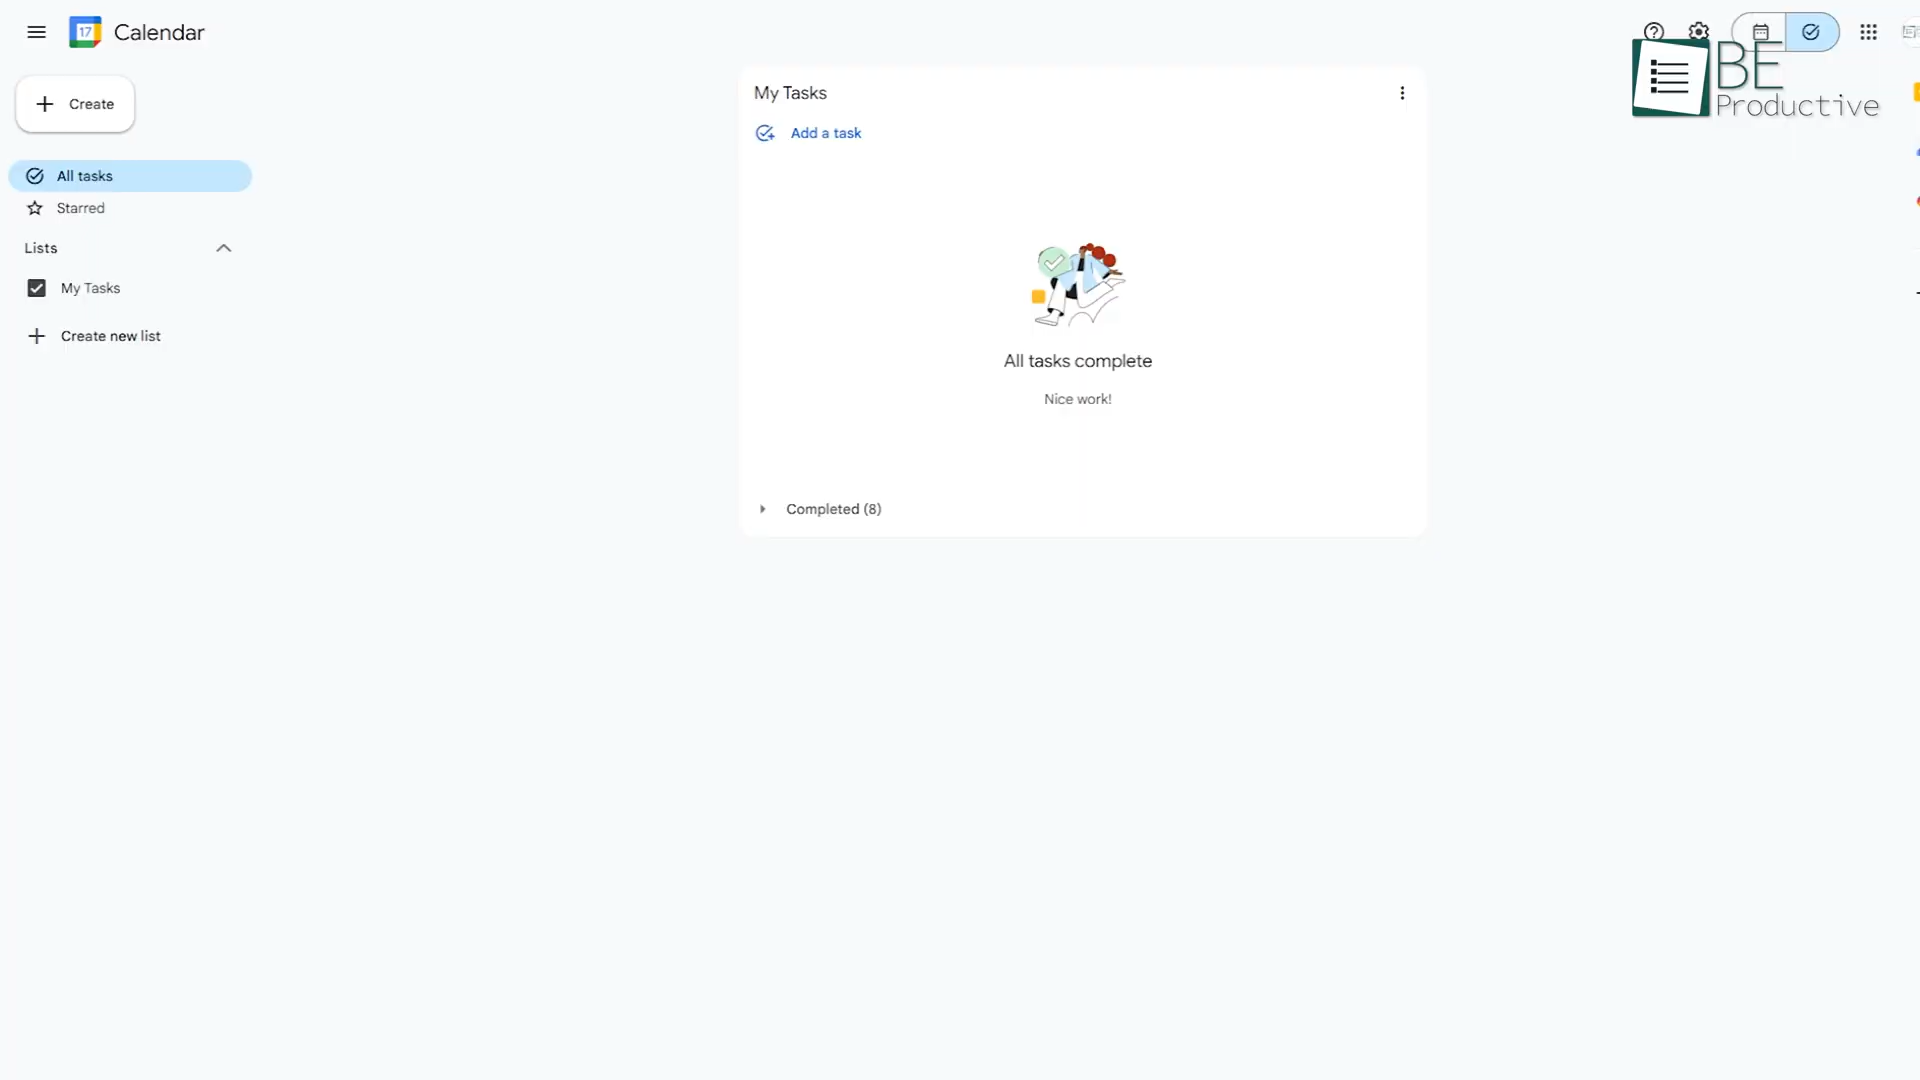 17 Calendar
BE
Productive
Create
My Tasks
Add a task
All tasks
Starred
Lists
My Tasks
Create new list
All tasks complete
Nice work!
Completed (8)